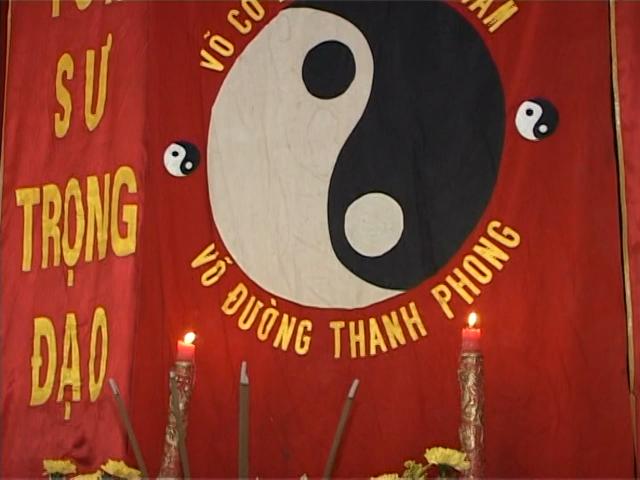 SƯ
TRỌNG
ĐẠO
VÕ CỔ
VÕ ĐƯỜNG THANH PHONG